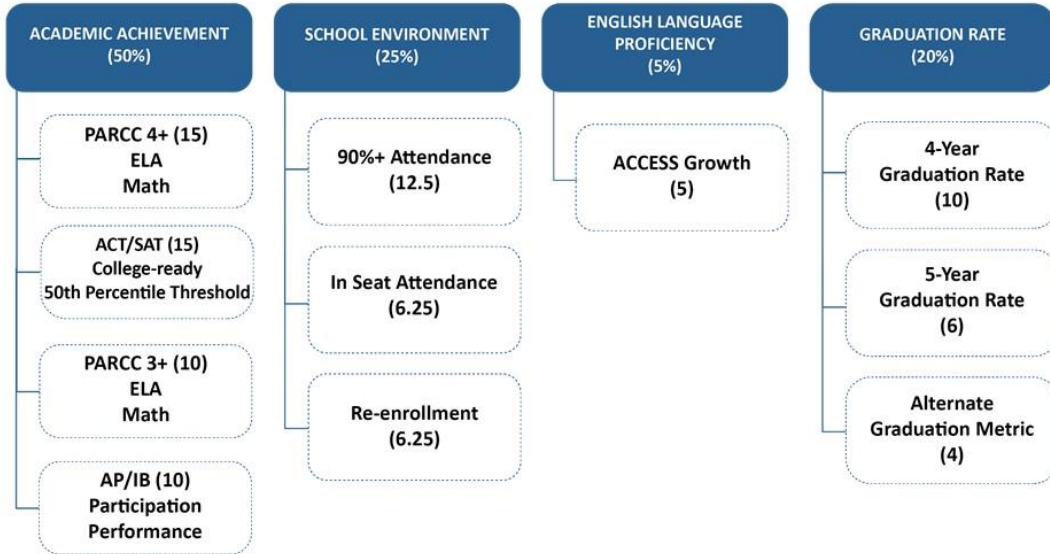 ACADEMIC ACHIEVEMENT
(50%)
PARCC 4+ (15)
ELA
Math
ACT/SAT (15)
College-ready
50th Percentile Threshold
PARCC 3+ (10)
ELA
Math
AP/IB (10)
Participation
Performance
SCHOOL ENVIRONMENT
(25%)
90%+ Attendance
(12.5)
In Seat Attendance
(6.25)
Re-enrollment
(6.25)
ENGLISH LANGUAGE
PROFICIENCY
(5%)
ACCESS Growth
(5)
GRADUATION RATE
(20%)
4-Year
Graduation Rate
(10)
5-Year
Graduation Rate
(6)
Alternate
Graduation Metric
(4)